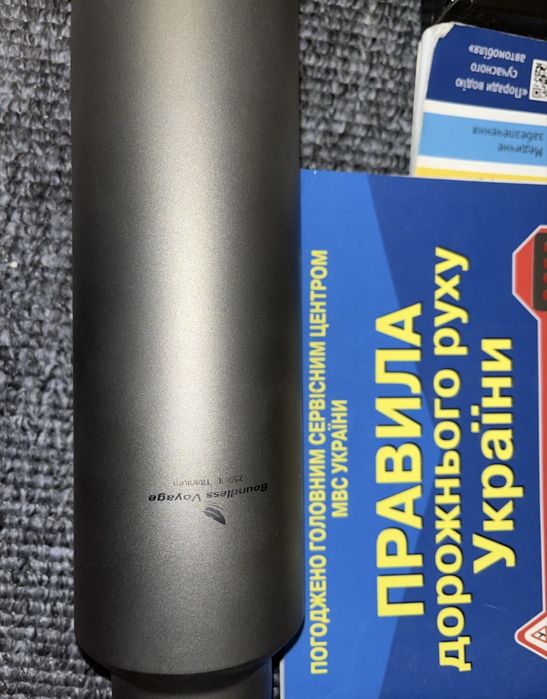 Boundless Voyage
750ml Titanium
ПОГОДЖЕНО ГОЛОВНИМ СЕРВІСНИМ ЦЕНТРОМ
МВС УКРАЇНИ
ПРАВИЛА
дорожнього руху
України
«Поради водію
сучасного
автомобіля»
Медичне
забезпечення